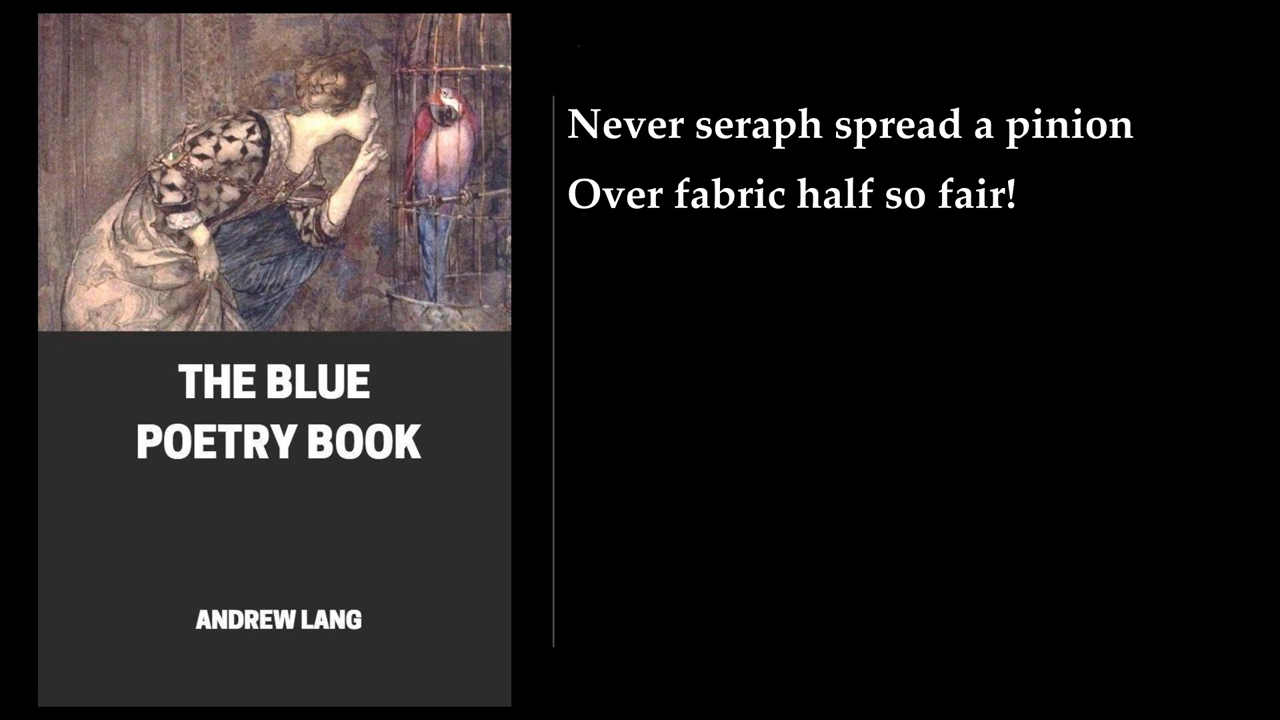 THE BLUE
POETRY BOOK
ANDREW LANG
Never seraph spread a pinion
Over fabric half so fair!